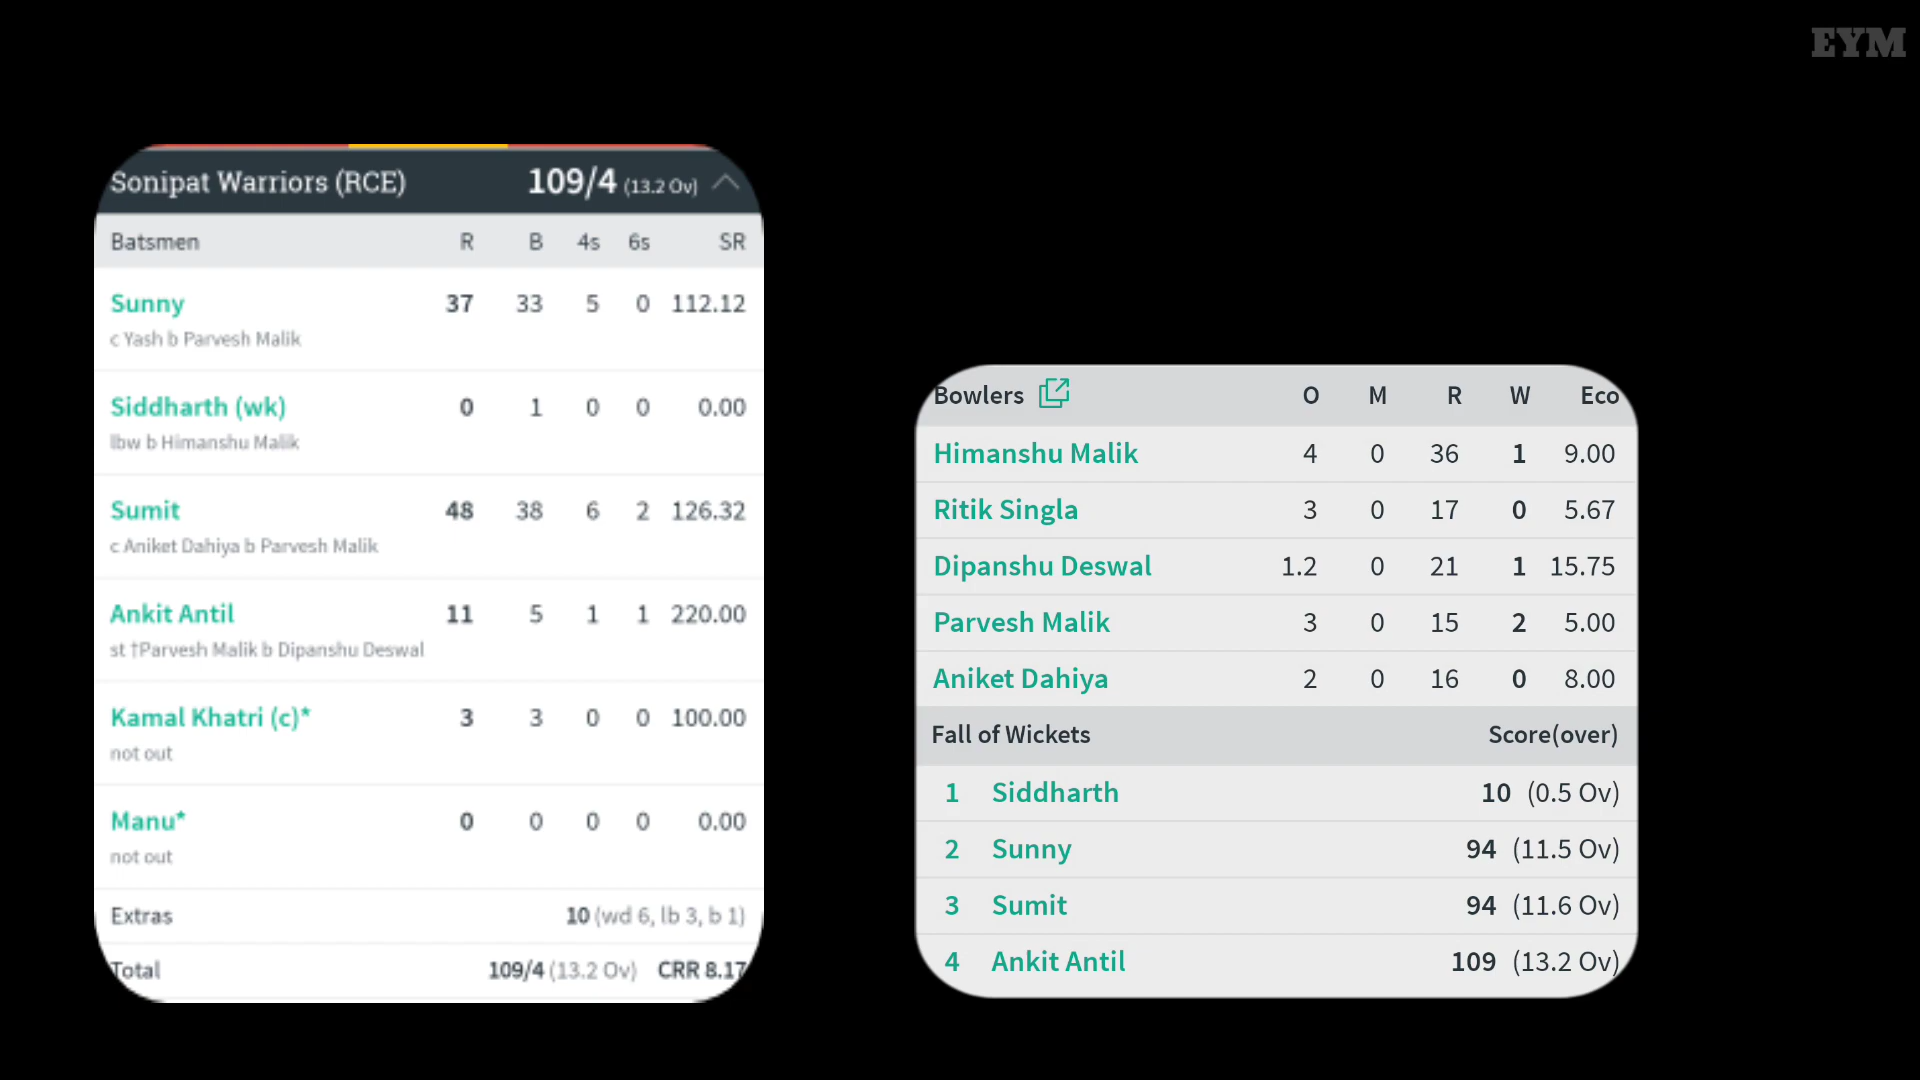 EYM
Sonipat Warriors (RCE) 109/4 (13.2 Ov)
Batsmen R B 4s 6s SR
Sunny 37 33 5 0 112.12
c Yash b Parvesh Malik
Siddharth (wk) 0 1 0 0 0.00
lbw b Himanshu Malik
Sumit 48 38 6 2 126.32
c Aniket Dahiya b Parvesh Malik
Ankit Antil 11 5 1 1 220.00
st †Parvesh Malik b Dipanshu Deswal
Kamal Khatri (c)* 3 3 0 0 100.00
not out
Manu* 0 0 0 0 0.00
not out
Extras 10 (wd 6, lb 3, b 1)
Total 109/4 (13.2 Ov) CRR 8.17
Bowlers O M R W Eco
Himanshu Malik 4 0 36 1 9.00
Ritik Singla 3 0 17 0 5.67
Dipanshu Deswal 1.2 0 21 1 15.75
Parvesh Malik 3 0 15 2 5.00
Aniket Dahiya 2 0 16 0 8.00
Fall of Wickets Score(over)
1 Siddharth 10 (0.5 Ov)
2 Sunny 94 (11.5 Ov)
3 Sumit 94 (11.6 Ov)
4 Ankit Antil 109 (13.2 Ov)